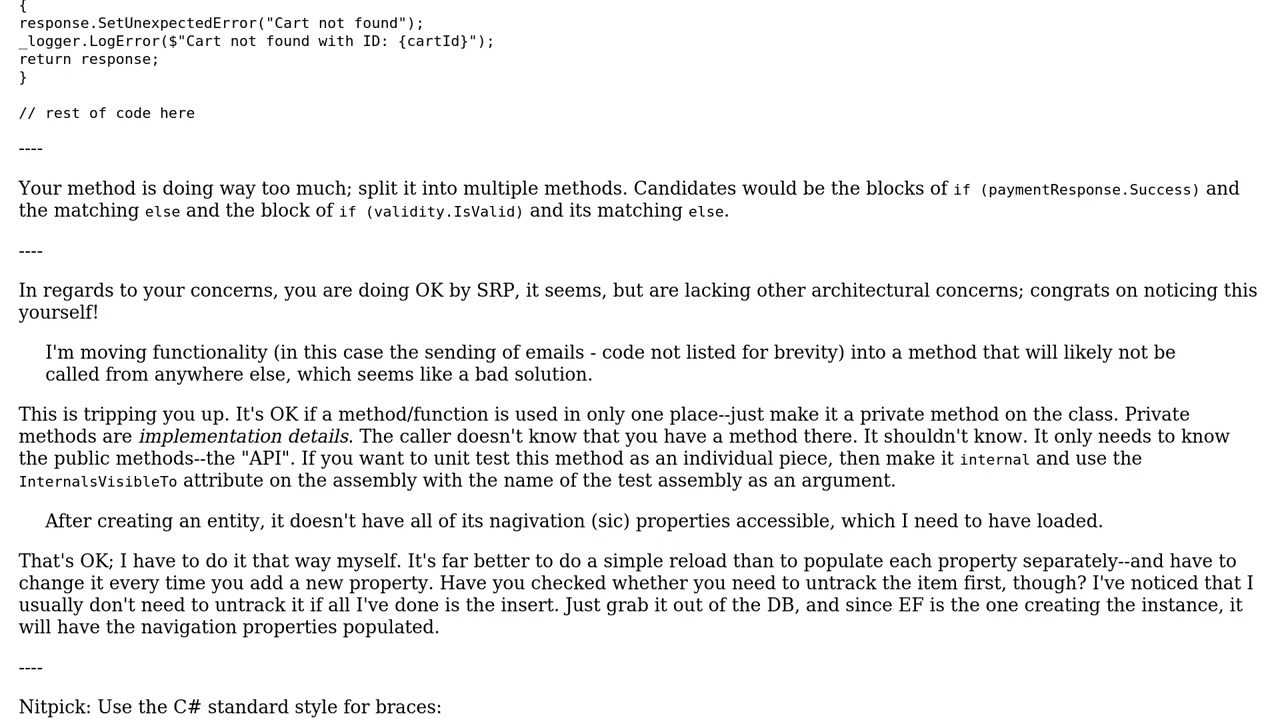 {
response.SetUnexpectedError("Cart not found");
_logger.LogError($"Cart not found with ID: {cartId}");
return response;
}
// rest of code here
----
Your method is doing way too much; split it into multiple methods. Candidates would be the blocks of if (paymentResponse.Success) and
the matching else and the block of if (validity.IsValid) and its matching else.
----
In regards to your concerns, you are doing OK by SRP, it seems, but are lacking other architectural concerns; congrats on noticing this
yourself!
I'm moving functionality (in this case the sending of emails - code not listed for brevity) into a method that will likely not be
called from anywhere else, which seems like a bad solution.
This is tripping you up. It's OK if a method/function is used in only one place--just make it a private method on the class. Private
methods are implementation details. The caller doesn't know that you have a method there. It shouldn't know. It only needs to know
the public methods--the "API". If you want to unit test this method as an individual piece, then make it internal and use the
InternalsVisibleTo attribute on the assembly with the name of the test assembly as an argument.
After creating an entity, it doesn't have all of its nagivation (sic) properties accessible, which I need to have loaded.
That's OK; I have to do it that way myself. It's far better to do a simple reload than to populate each property separately--and have to
change it every time you add a new property. Have you checked whether you need to untrack the item first, though? I've noticed that I
usually don't need to untrack it if all I've done is the insert. Just grab it out of the DB, and since EF is the one creating the instance, it
will have the navigation properties populated.
----
Nitpick: Use the C# standard style for braces: